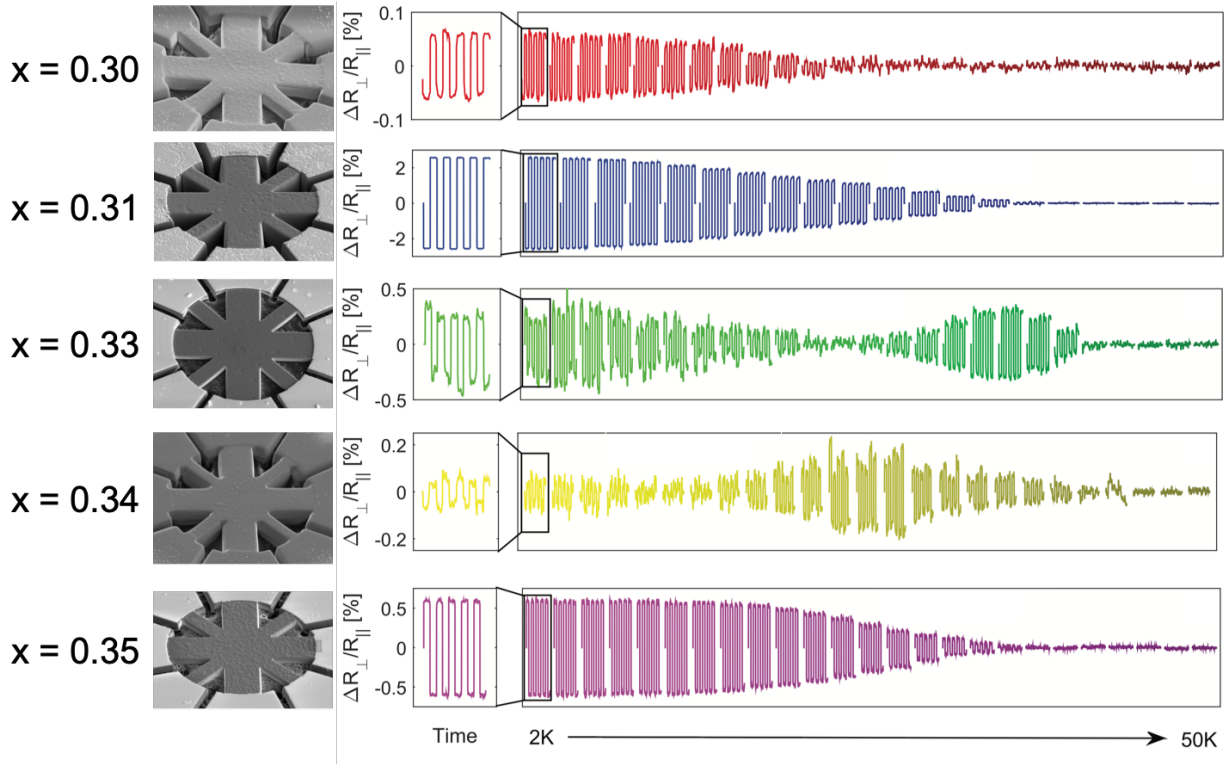 x = 0.30
ΔR⊥/R|| [%]
0.1
0
-0.1
x = 0.31
ΔR⊥/R|| [%]
2
0
-2
x = 0.33
ΔR⊥/R|| [%]
0.5
0
-0.5
x = 0.34
ΔR⊥/R|| [%]
0.2
0
-0.2
x = 0.35
ΔR⊥/R|| [%]
0.5
0
-0.5
Time 2K 50K